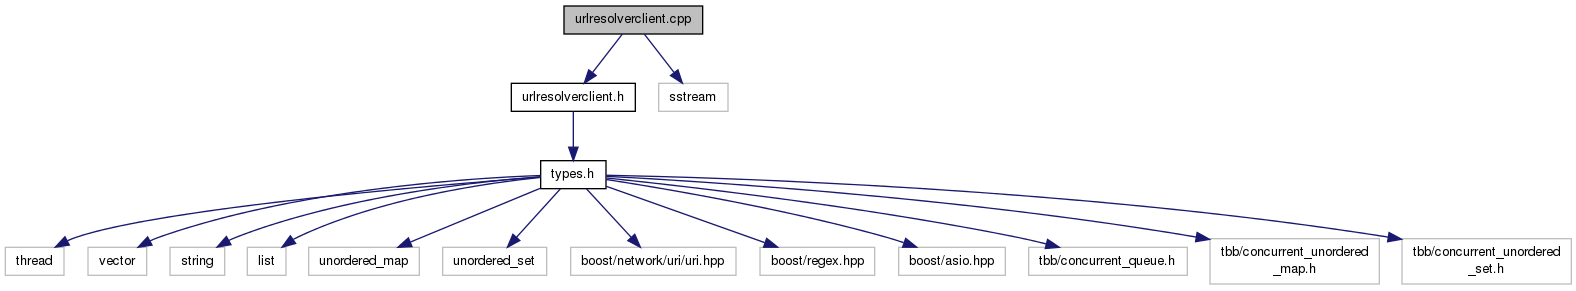 urlresolverclient.cpp
urlresolverclient.h
sstream
types.h
thread
vector
string
list
unordered_map
unordered_set
boost/network/uri/uri.hpp
boost/regex.hpp
boost/asio.hpp
tbb/concurrent_queue.h
tbb/concurrent_unordered
_map.h
tbb/concurrent_unordered
_set.h